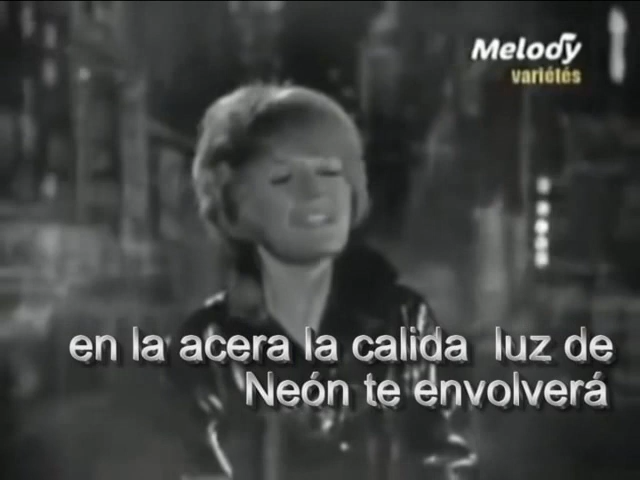 Melody
variétés
en la acera la calida luz de
Neón te envolverá